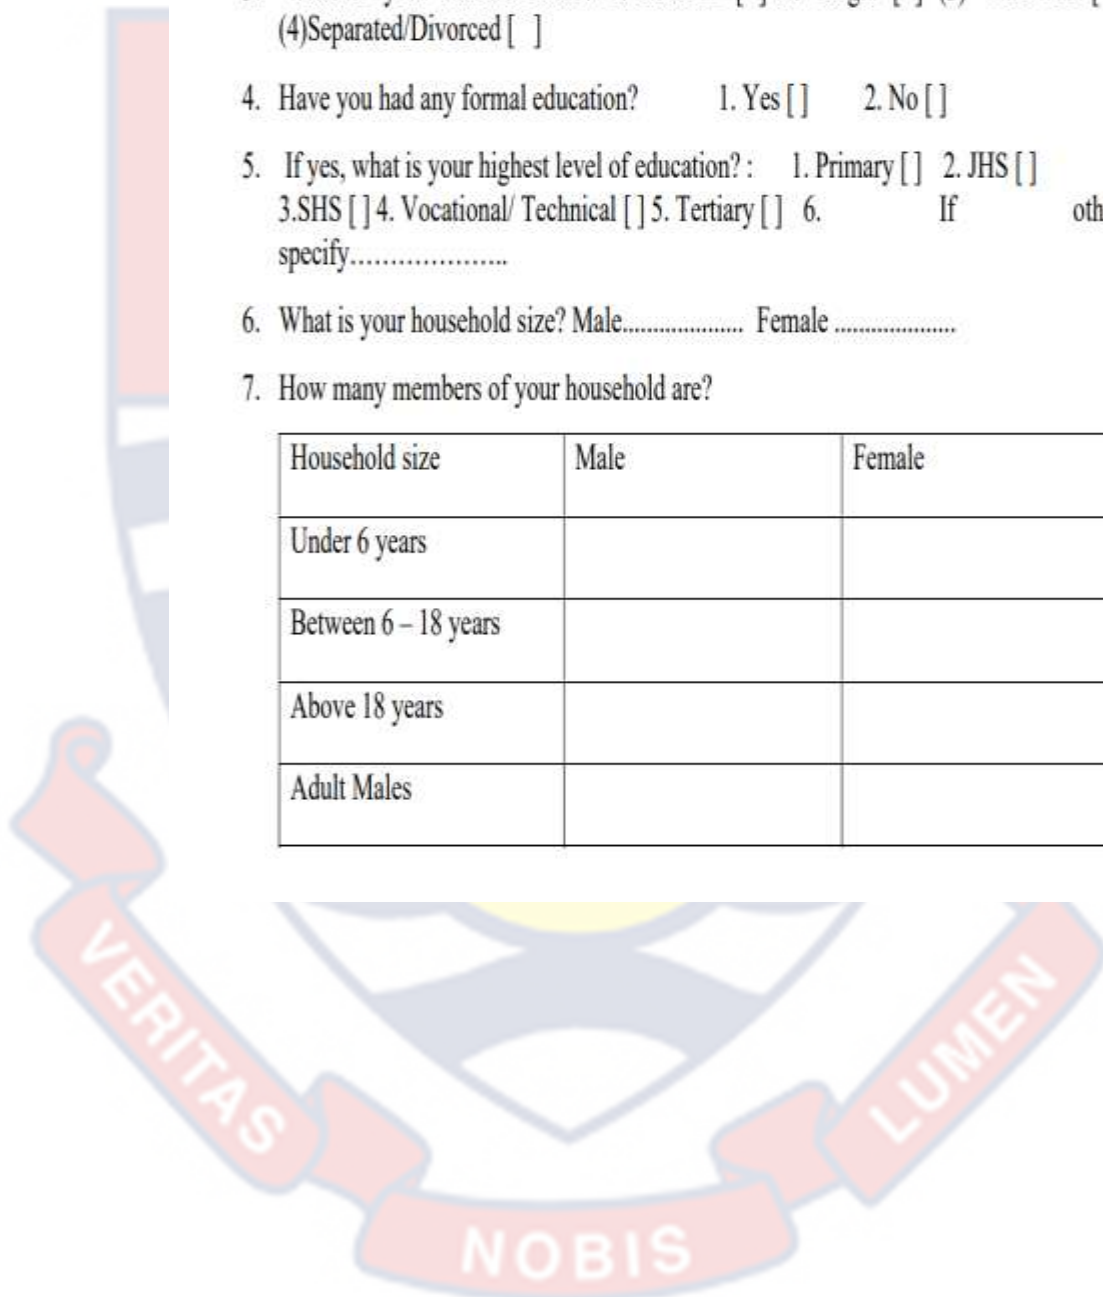 (4)Separated/Divorced [ ]
4. Have you had any formal education? 1. Yes [ ] 2. No [ ]
5. If yes, what is your highest level of education? : 1. Primary [ ] 2. JHS [ ]
3.SHS [ ] 4. Vocational/ Technical [ ] 5. Tertiary [ ] 6. If
specify....................
6. What is your household size? Male.................... Female ....................
7. How many members of your household are?
Household size Male Female
Under 6 years
Between 6 – 18 years
Above 18 years
Adult Males
VERITAS
NOBIS
LUMEN